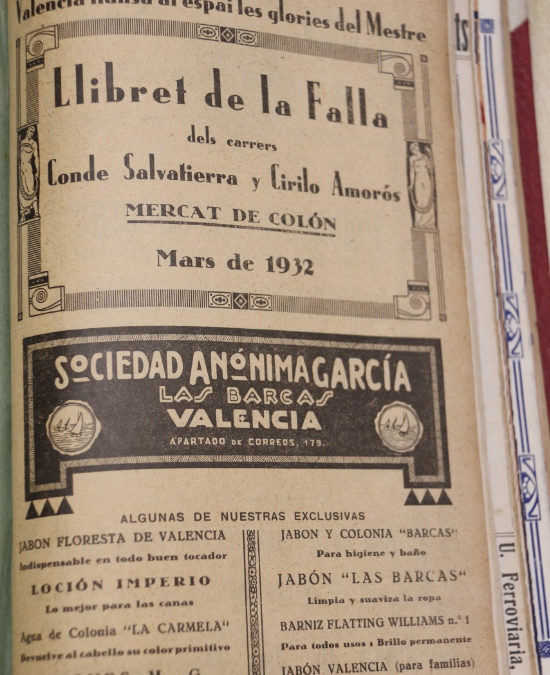 Valencia llansa al espai les glories del Mestre
Llibret de la Falla
dels carrers
Conde Salvatierra y Cirilo Amorós
MERCAT DE COLÓN
Mars de 1932
SOCIEDAD ANÓNIMA GARCÍA
LAS BARCAS
VALENCIA
APARTADO DE CORREOS, 179.
ALGUNAS DE NUESTRAS EXCLUSIVAS
JABON FLORESTA DE VALENCIA
Indispensable en todo buen tocador
LOCIÓN IMPERIO
Lo mejor para las canas
Agua de Colonia "LA CARMELA"
Devuelve al cabello su color primitivo
JABON Y COLONIA "BARCAS"
Para higiene y baño
JABÓN "LAS BARCAS"
Limpia y suaviza la ropa
BARNIZ FLATTING WILLIAMS n.º 1
Para todos usos : Brillo permanente
JABÓN VALENCIA (para familias)
U. Ferroviaria,